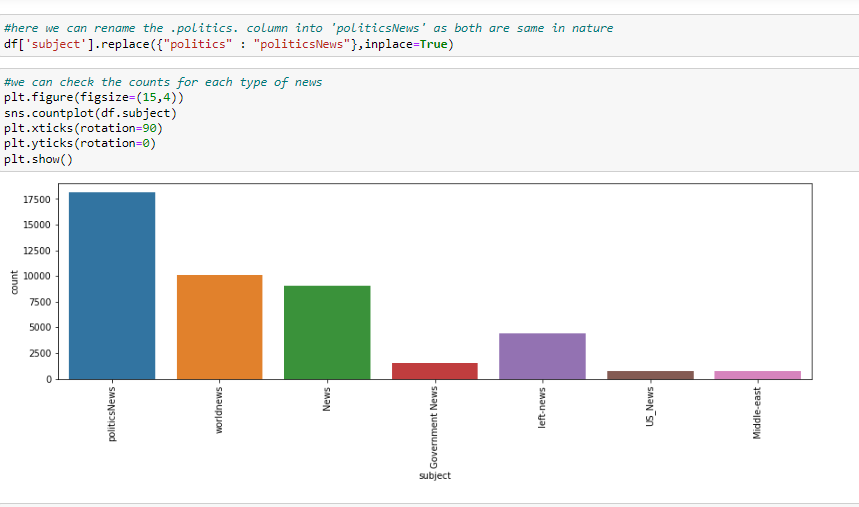 #here we can rename the .politics. column into 'politicsNews' as both are same in nature
df['subject'].replace({"politics" : "politicsNews"},inplace=True)
#we can check the counts for each type of news
plt.figure(figsize=(15,4))
sns.countplot(df.subject)
plt.xticks(rotation=90)
plt.yticks(rotation=0)
plt.show()
17500
15000
12500
10000
7500
5000
2500
0
count
politicsNews
worldnews
News
Government News
left-news
US_News
Middle-east
subject